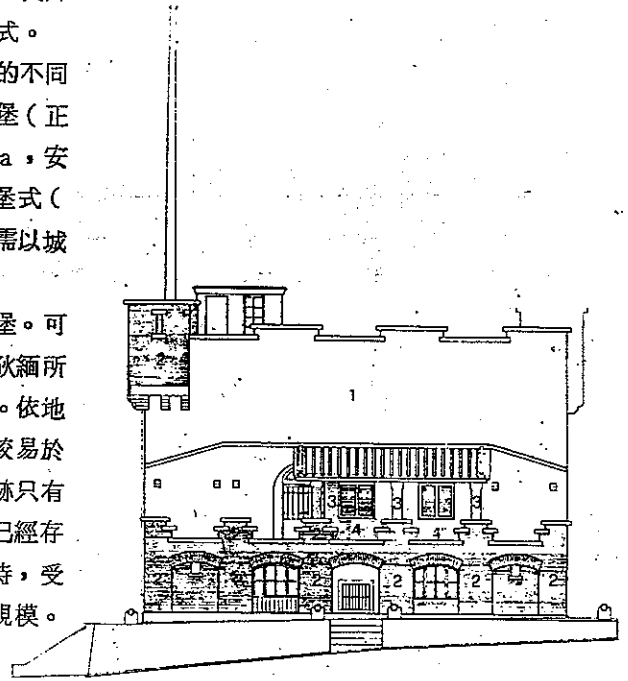 式。
的不同
堡（正
a，安
堡式（
需以城
堡。可
狄緬所
。依地
較易於
跡只有
已經存
時，受
規模。
2
1
3 3 3
4 4
2 2
2 2 2 2